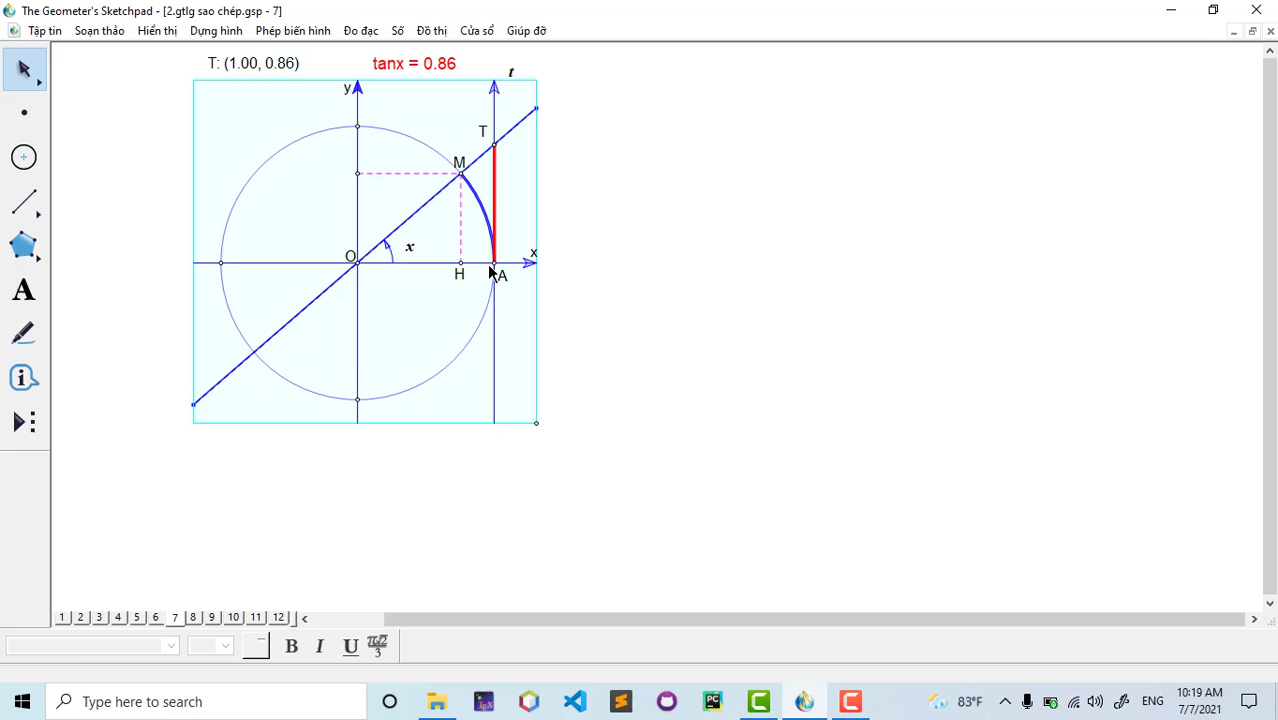 The Geometer's Sketchpad - [2.gtlg sao chép.gsp - 7]
Tập tin Soạn thảo Hiển thị Dựng hình Phép biến hình Đo đạc Số Đồ thị Cửa sổ Giúp đỡ
T: (1.00, 0.86) tanx = 0.86
t
y
T
M
x
O x
H A
A
1 2 3 4 5 6 7 8 9 10 11 12
B I U
Type here to search
83°F ENG 10:19 AM
7/7/2021